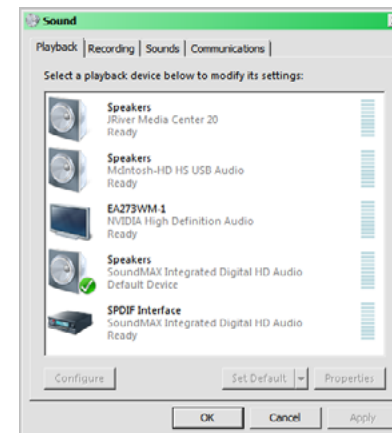 Sound
Playback Recording Sounds Communications
Select a playback device below to modify its settings:
Speakers
JRiver Media Center 20
Ready
Speakers
McIntosh-HD HS USB Audio
Ready
EA273WM-1
NVIDIA High Definition Audio
Ready
Speakers
SoundMAX Integrated Digital HD Audio
Default Device
SPDIF Interface
SoundMAX Integrated Digital HD Audio
Ready
Configure Set Default Properties
OK Cancel Apply